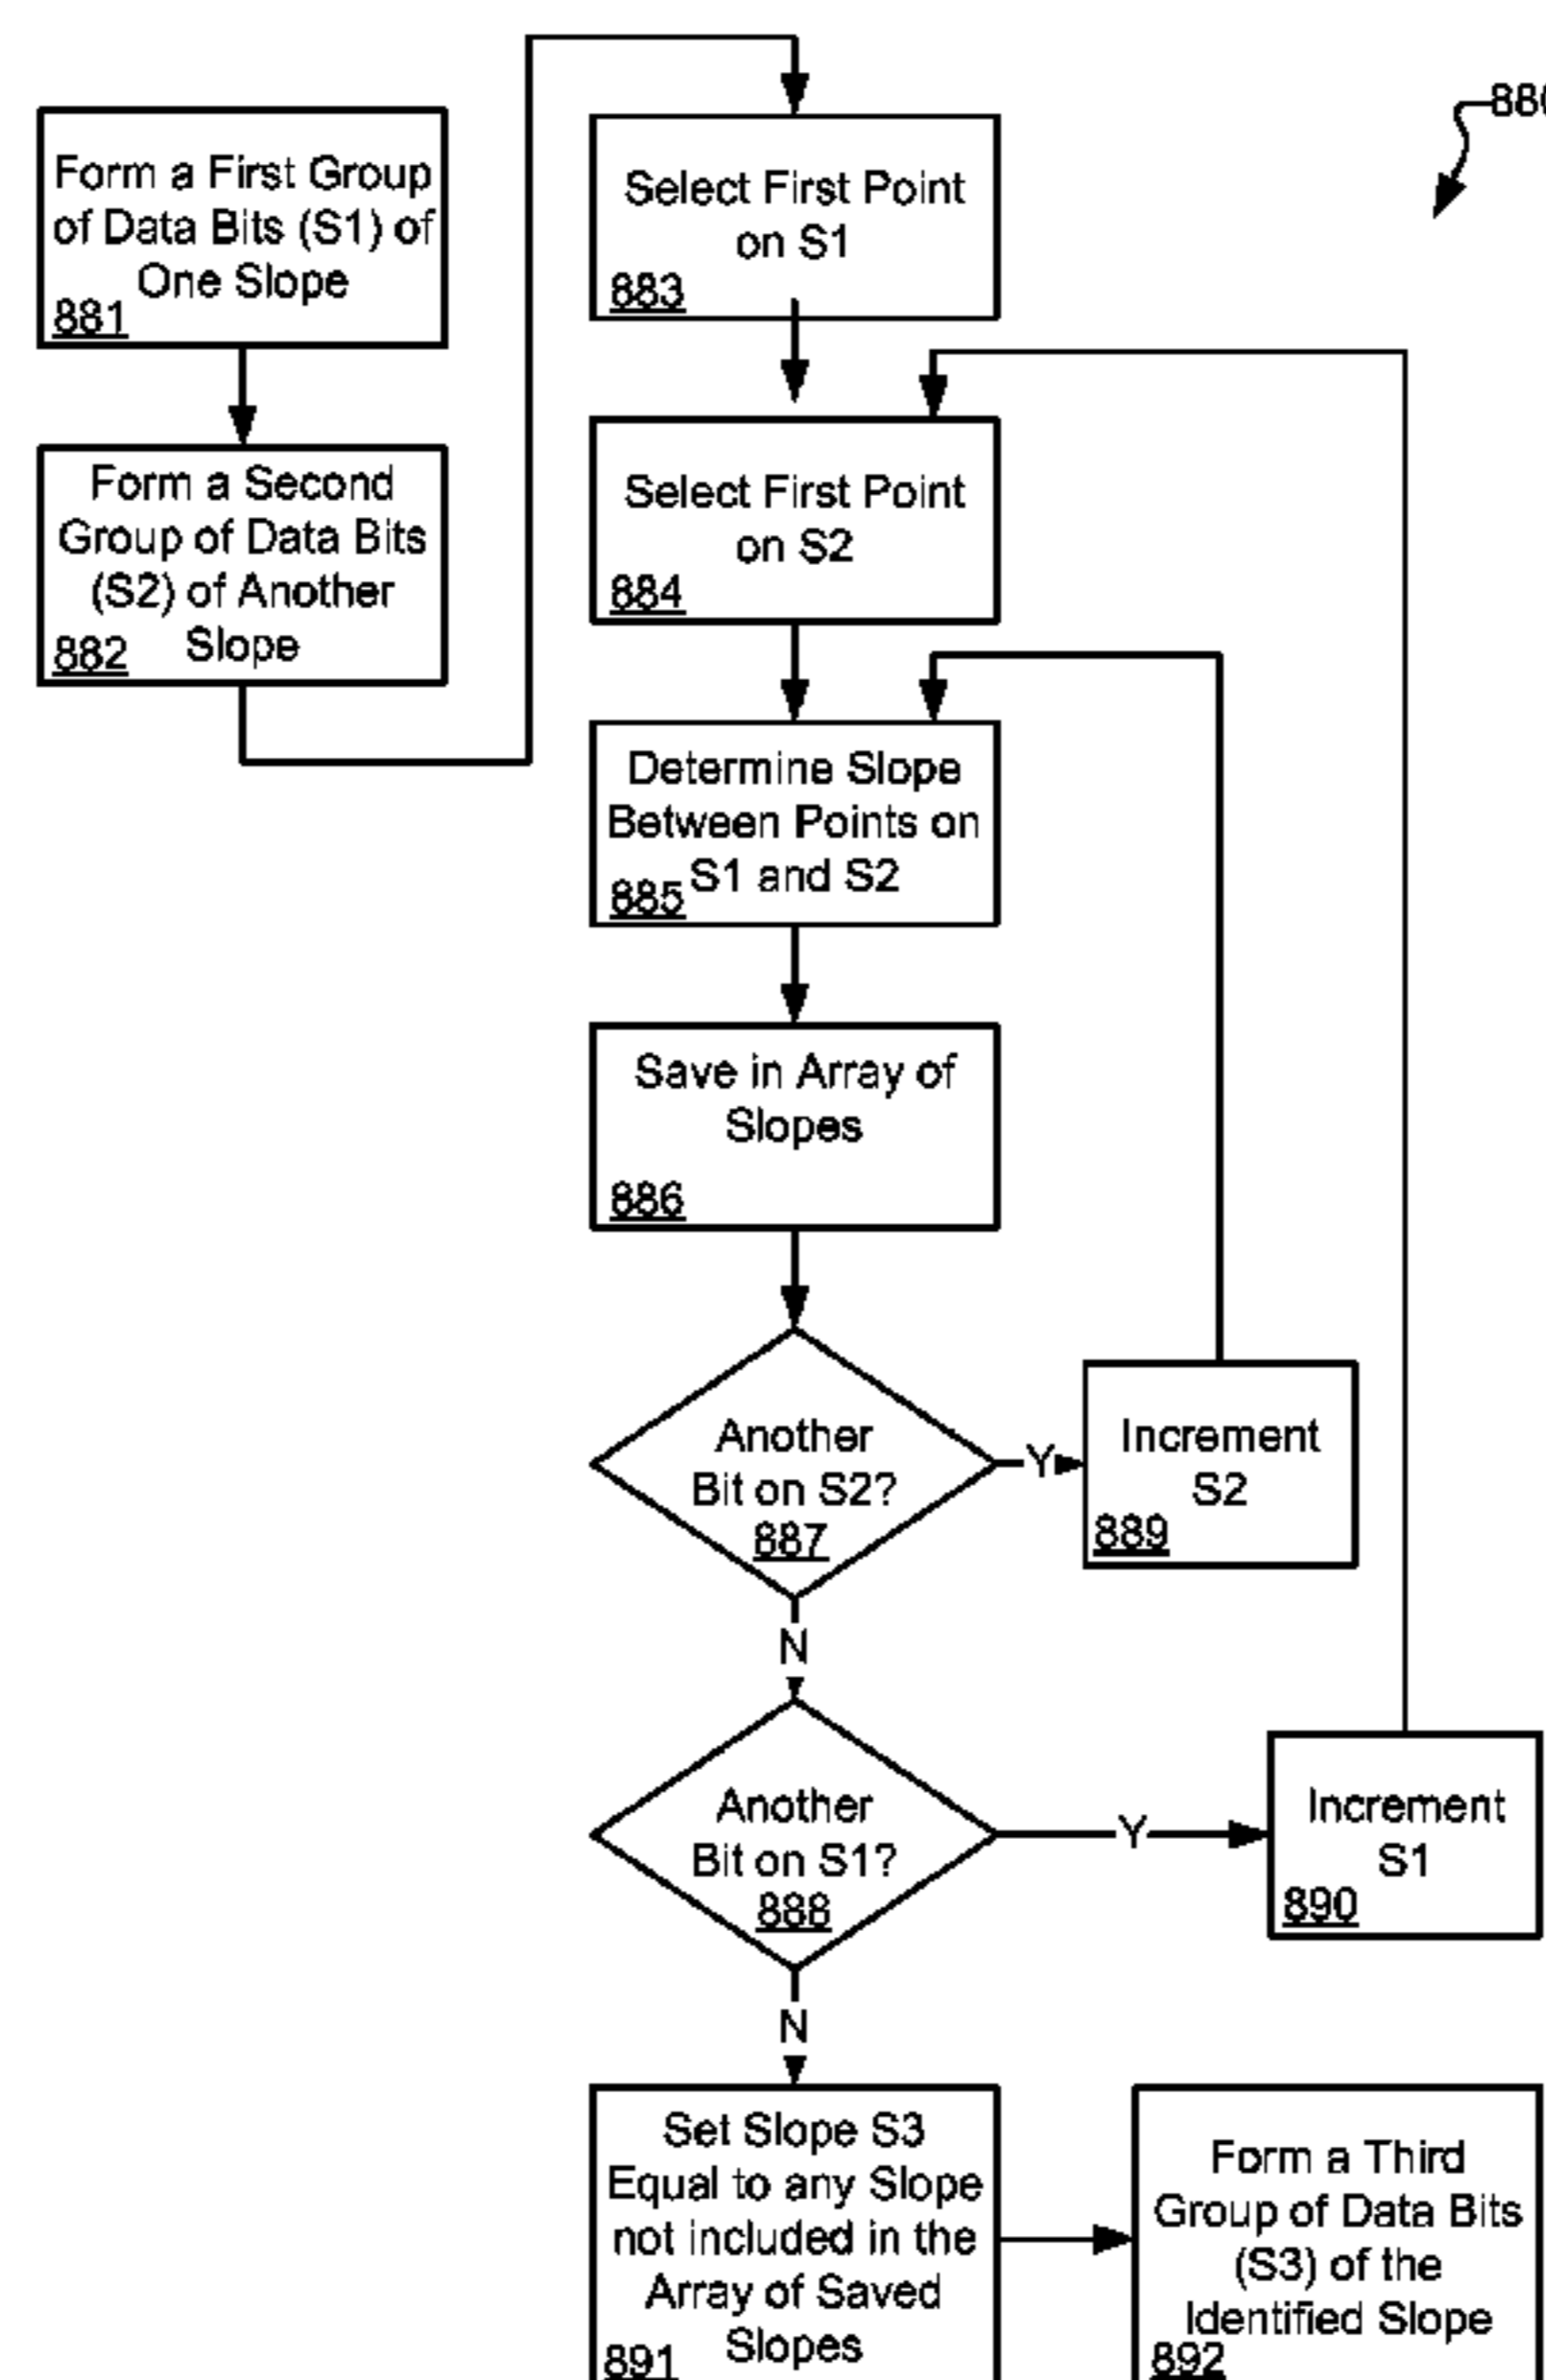 Form a First Group
of Data Bits (S1) of
One Slope
881
Form a Second
Group of Data Bits
(S2) of Another
Slope
882
Select First Point
on S1
883
Select First Point
on S2
884
Determine Slope
Between Points on
S1 and S2
885
Save in Array of
Slopes
886
Another
Bit on S2?
887
Y
Increment
S2
889
N
Another
Bit on S1?
888
Y
Increment
S1
890
N
Set Slope S3
Equal to any Slope
not included in the
Array of Saved
Slopes
891
Form a Third
Group of Data Bits
(S3) of the
Identified Slope
892